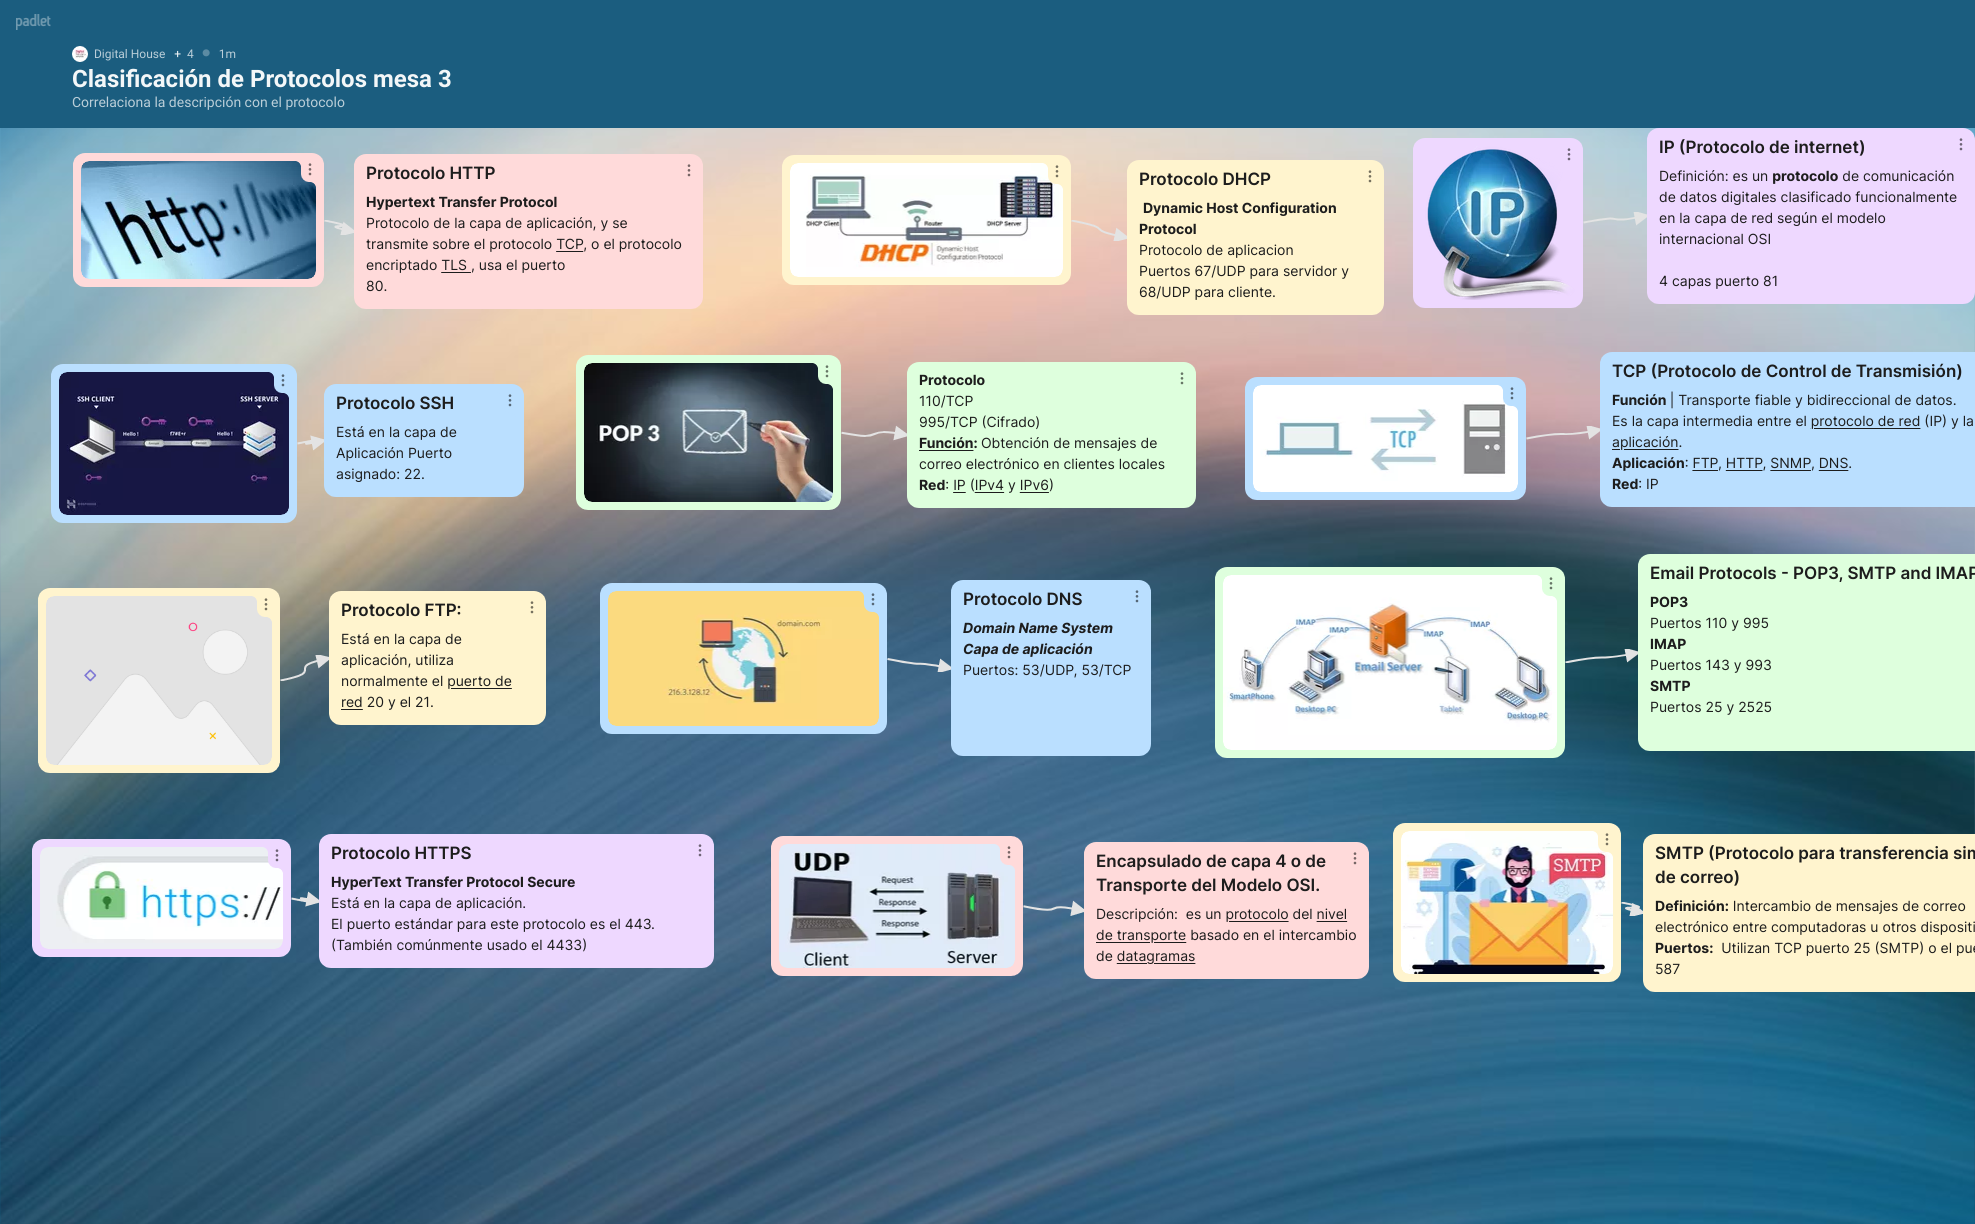 padlet
Digital House + 4 1m
Clasificación de Protocolos mesa 3
Correlaciona la descripción con el protocolo
http://www
Protocolo HTTP
Hypertext Transfer Protocol
Protocolo de la capa de aplicación, y se
transmite sobre el protocolo TCP, o el protocolo
encriptado TLS , usa el puerto
80.
DHCP Client
Router
DHCP Server
DHCP
Dynamic Host
Configuration Protocol
Protocolo DHCP
Dynamic Host Configuration
Protocol
Protocolo de aplicacion
Puertos 67/UDP para servidor y
68/UDP para cliente.
IP
IP (Protocolo de internet)
Definición: es un protocolo de comunicación
de datos digitales clasificado funcionalmente
en la capa de red según el modelo
internacional OSI
4 capas puerto 81
SSH CLIENT
SSH SERVER
Hello !
Hello !
Protocolo SSH
Está en la capa de
Aplicación Puerto
asignado: 22.
POP 3
Protocolo
110/TCP
995/TCP (Cifrado)
Función: Obtención de mensajes de
correo electrónico en clientes locales
Red: IP (IPv4 y IPv6)
TCP
TCP (Protocolo de Control de Transmisión)
Función | Transporte fiable y bidireccional de datos.
Es la capa intermedia entre el protocolo de red (IP) y la
aplicación.
Aplicación: FTP, HTTP, SNMP, DNS.
Red: IP
Protocolo FTP:
Está en la capa de
aplicación, utiliza
normalmente el puerto de
red 20 y el 21.
domain.com
216.3.128.12
Protocolo DNS
Domain Name System
Capa de aplicación
Puertos: 53/UDP, 53/TCP
IMAP
IMAP
IMAP
IMAP
Email Server
SmartPhone
Desktop PC
Tablet
Desktop PC
Email Protocols - POP3, SMTP and IMAP
POP3
Puertos 110 y 995
IMAP
Puertos 143 y 993
SMTP
Puertos 25 y 2525
https://
Protocolo HTTPS
HyperText Transfer Protocol Secure
Está en la capa de aplicación.
El puerto estándar para este protocolo es el 443.
(También comúnmente usado el 4433)
UDP
Request
Response
Response
Client
Server
Encapsulado de capa 4 o de
Transporte del Modelo OSI.
Descripción: es un protocolo del nivel
de transporte basado en el intercambio
de datagramas
SMTP
SMTP (Protocolo para transferencia sim
de correo)
Definición: Intercambio de mensajes de correo
electrónico entre computadoras u otros dispositi
Puertos: Utilizan TCP puerto 25 (SMTP) o el pue
587